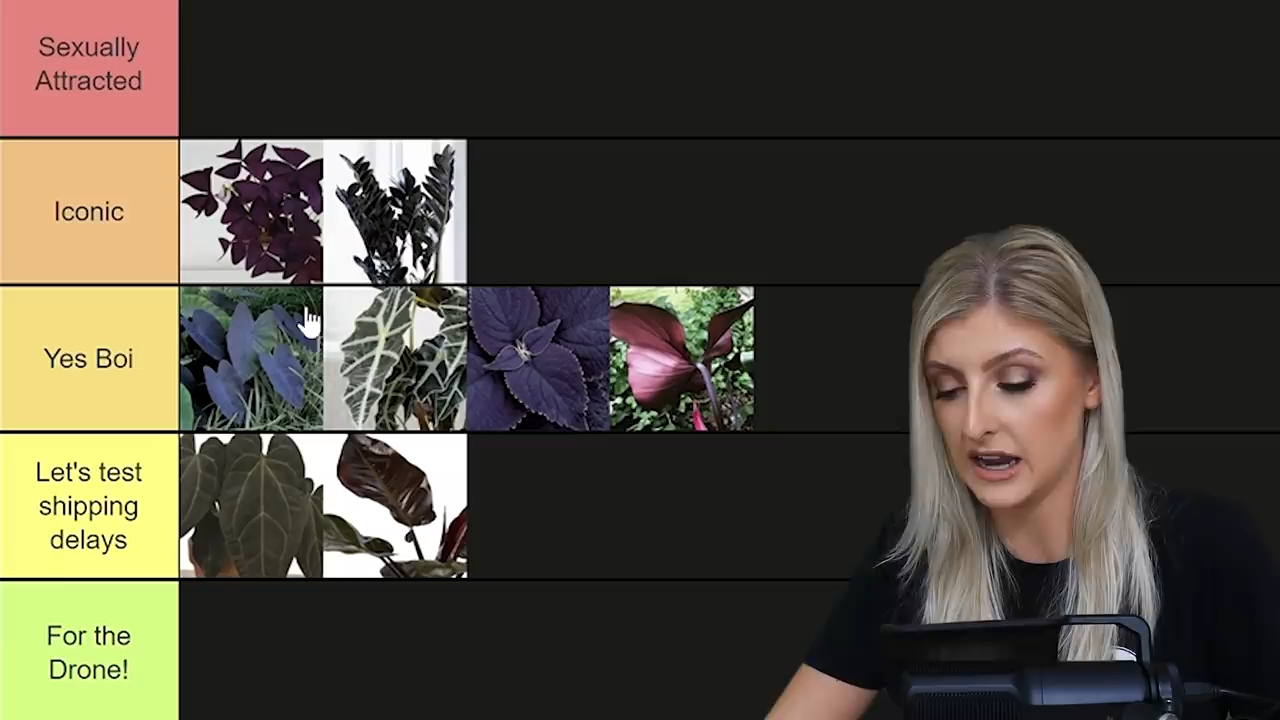 Sexually
Attracted
Iconic
Yes Boi
Let's test
shipping
delays
For the
Drone!